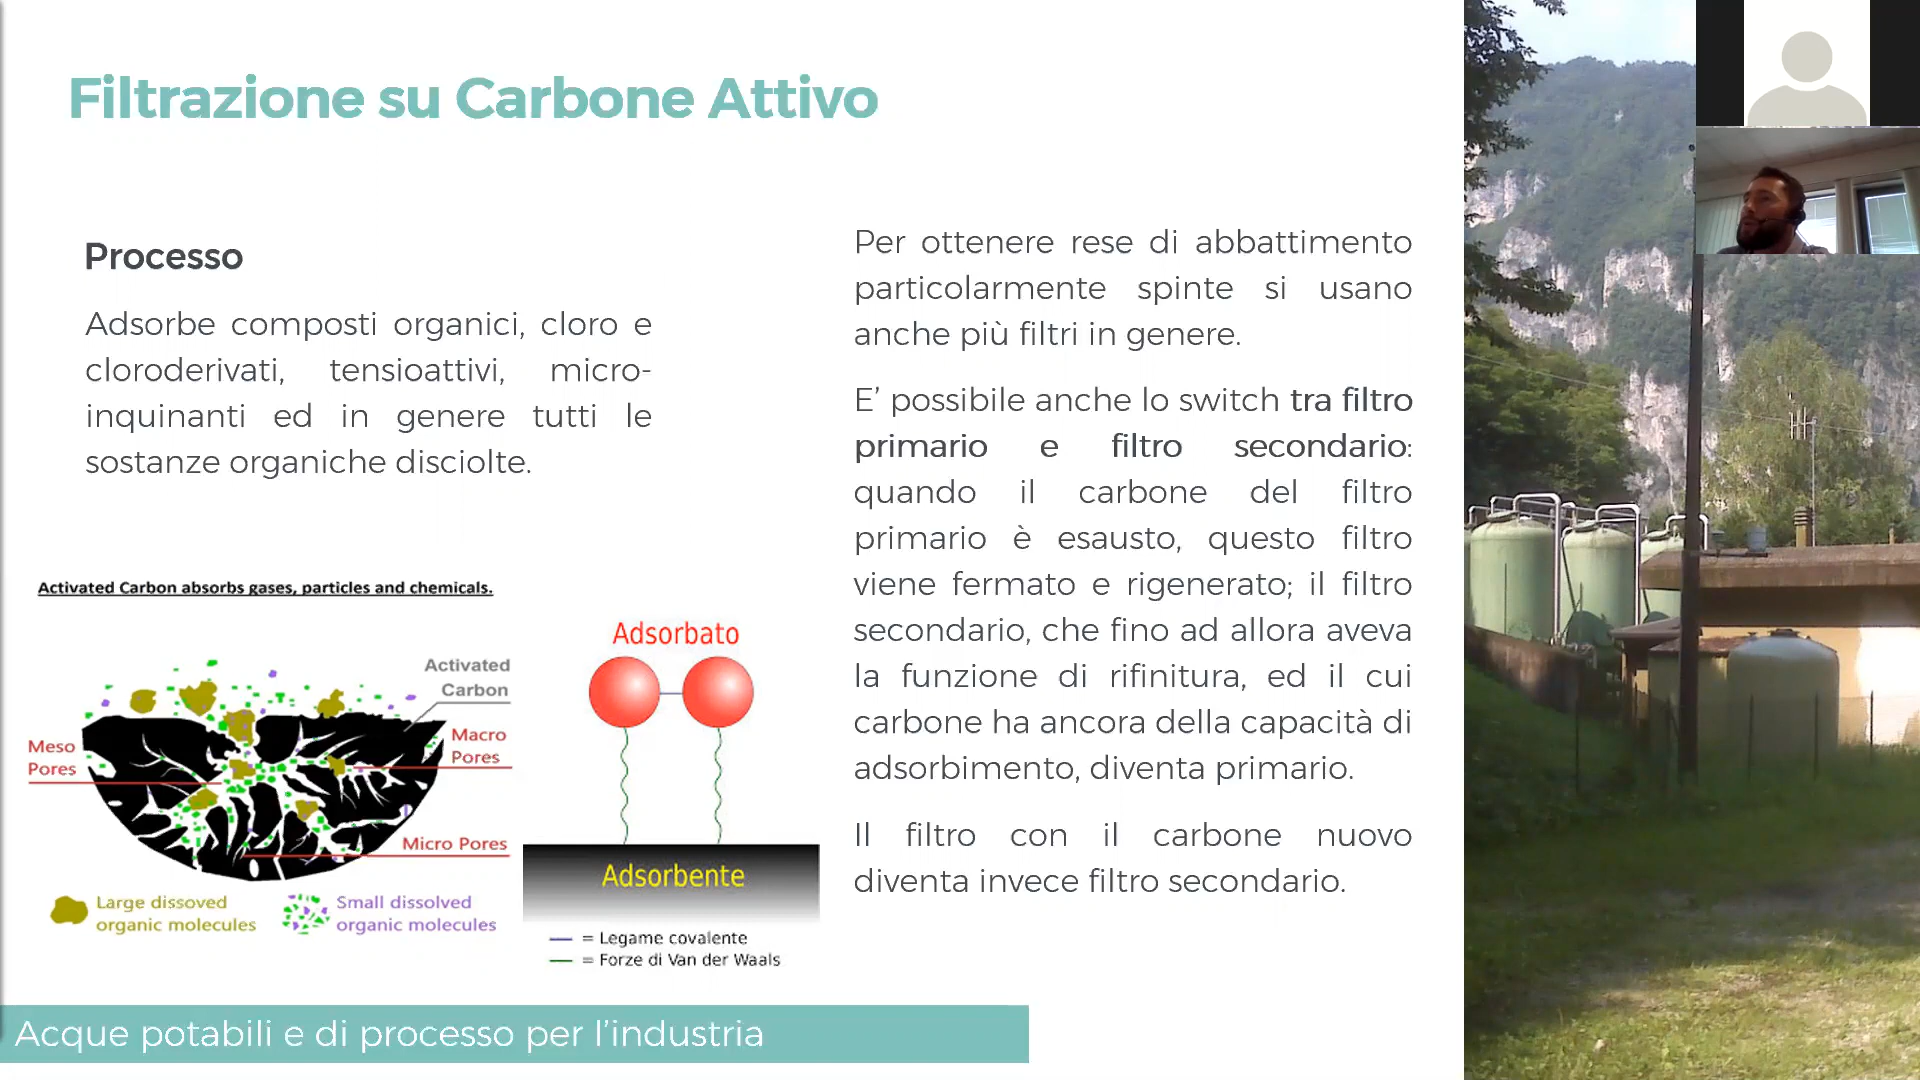 Filtrazione su Carbone Attivo
Processo
Adsorbe composti organici, cloro e
cloroderivati, tensioattivi, micro-
inquinanti ed in genere tutti le
sostanze organiche disciolte.
Activated Carbon absorbs gases, particles and chemicals.
Activated
Carbon
Meso
Pores
Macro
Pores
Micro Pores
Large dissoved
organic molecules
Small dissolved
organic molecules
Adsorbato
Adsorbente
= Legame covalente
= Forze di Van der Waals
Per ottenere rese di abbattimento
particolarmente spinte si usano
anche più filtri in genere.
E’ possibile anche lo switch tra filtro
primario e filtro secondario:
quando il carbone del filtro
primario è esausto, questo filtro
viene fermato e rigenerato; il filtro
secondario, che fino ad allora aveva
la funzione di rifinitura, ed il cui
carbone ha ancora della capacità di
adsorbimento, diventa primario.
Il filtro con il carbone nuovo
diventa invece filtro secondario.
Acque potabili e di processo per l’industria